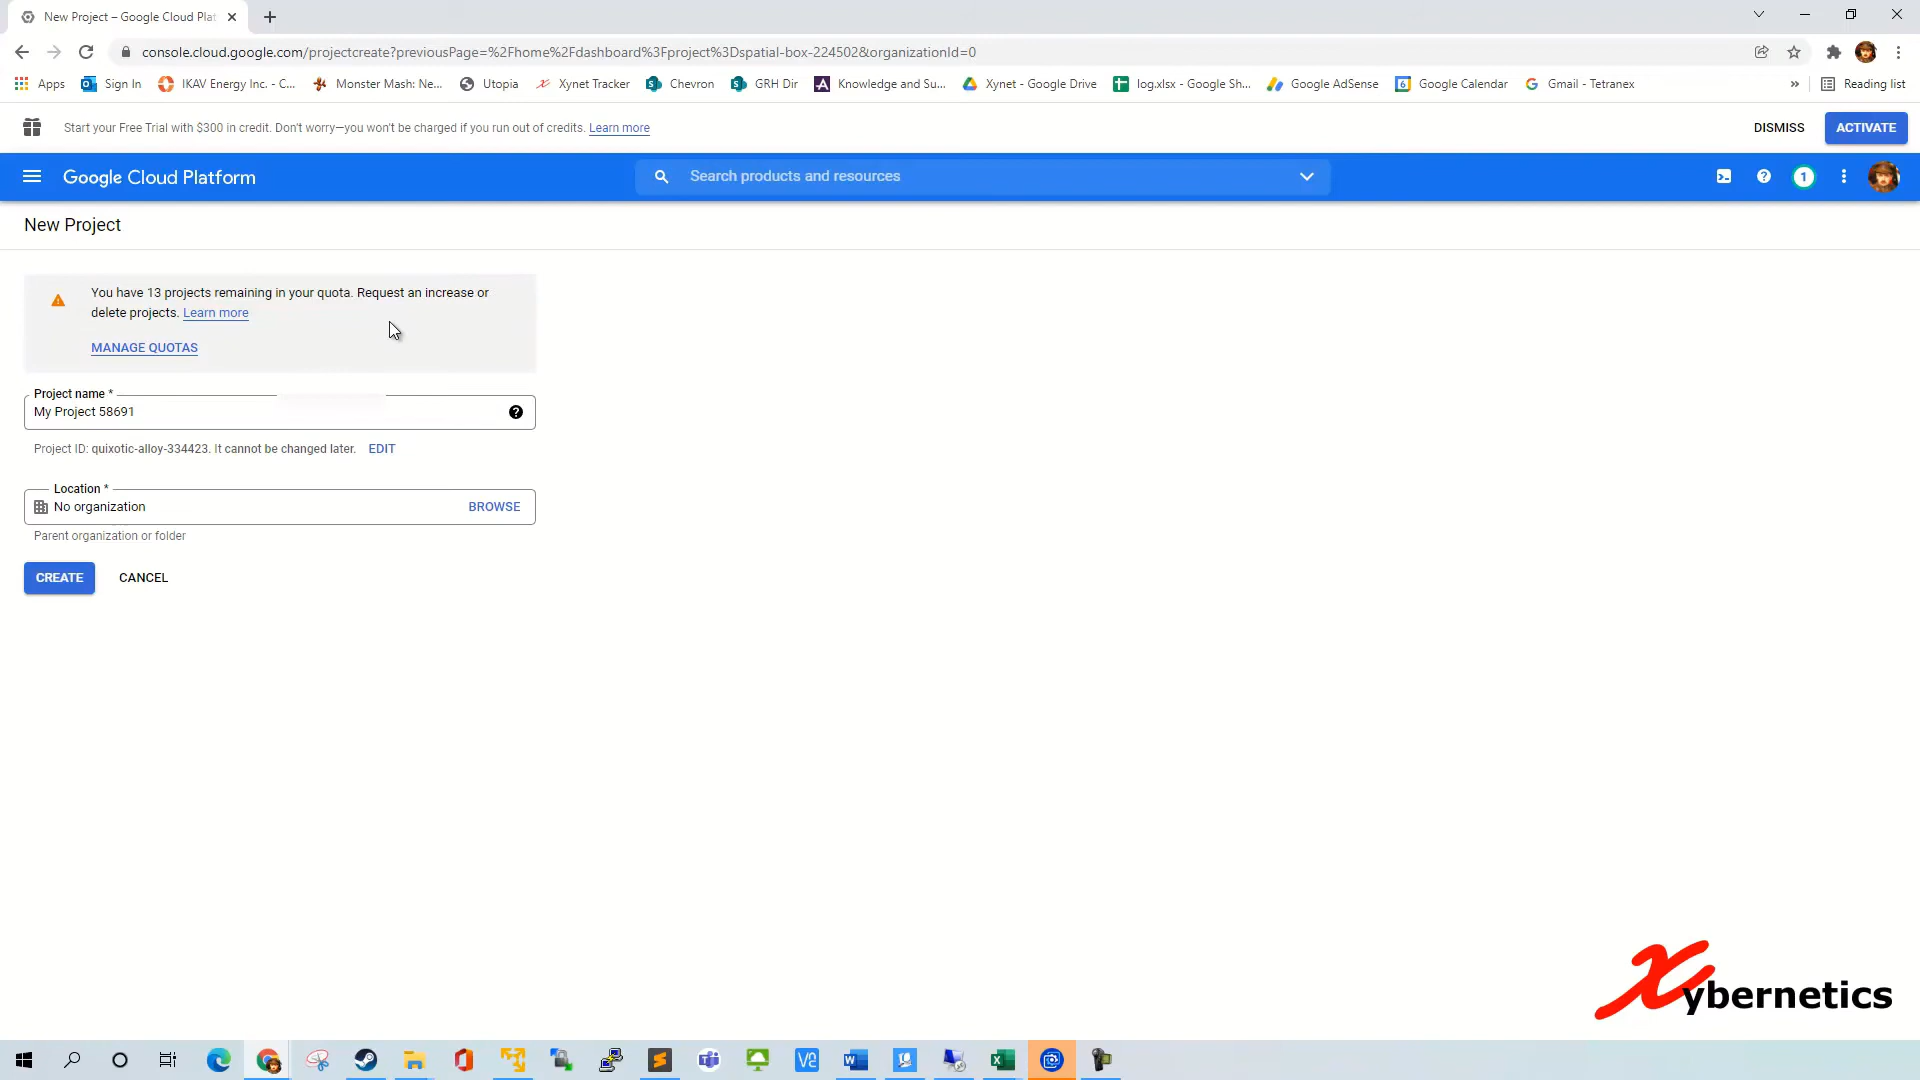 New Project – Google Cloud Plat
console.cloud.google.com/projectcreate?previousPage=%2Fhome%2Fdashboard%3Fproject%3Dspatial-box-224502&organizationId=0
Apps Sign In IKAV Energy Inc. - C... Monster Mash: Ne... Utopia Xynet Tracker Chevron GRH Dir Knowledge and Su... Xynet - Google Drive log.xlsx - Google Sh... Google AdSense Google Calendar Gmail - Tetranex » Reading list
Start your Free Trial with $300 in credit. Don't worry—you won't be charged if you run out of credits. Learn more DISMISS ACTIVATE
Google Cloud Platform Search products and resources 1
New Project
You have 13 projects remaining in your quota. Request an increase or
delete projects. Learn more
MANAGE QUOTAS
Project name *
My Project 58691
Project ID: quixotic-alloy-334423. It cannot be changed later. EDIT
Location *
No organization BROWSE
Parent organization or folder
CREATE CANCEL
Xybernetics